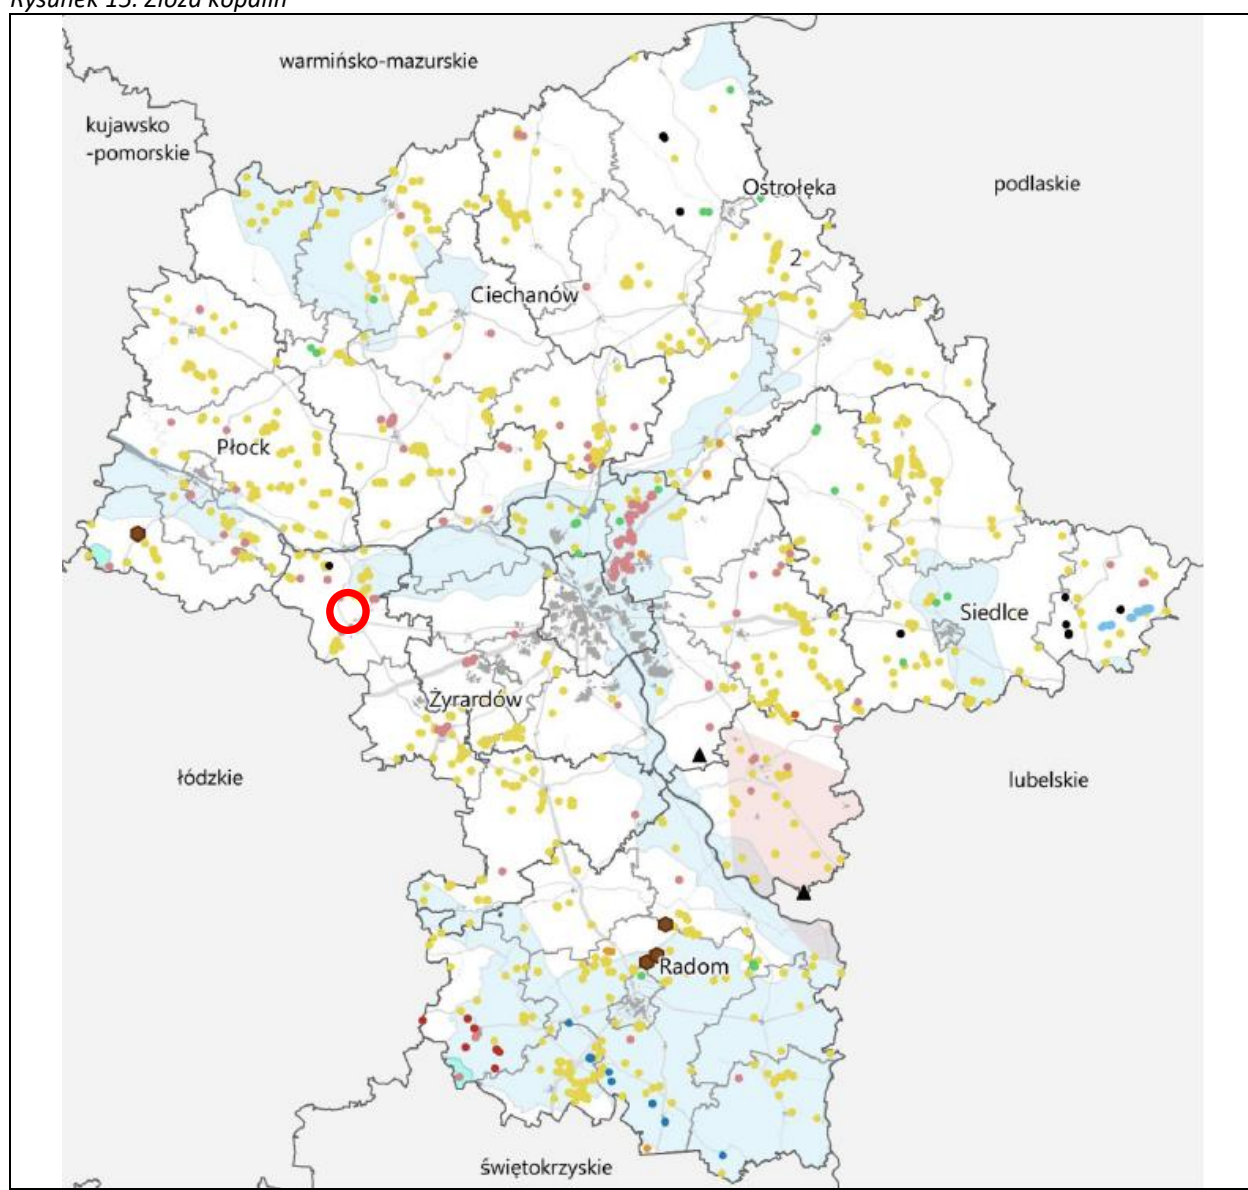 Rysunek 15. Złoża kopalin
warmińsko-mazurskie
kujawsko
-pomorskie
podlaskie
Ostrołęka
2
Ciechanów
Płock
Siedlce
Żyrardów
łódzkie
lubelskie
Radom
świętokrzyskie